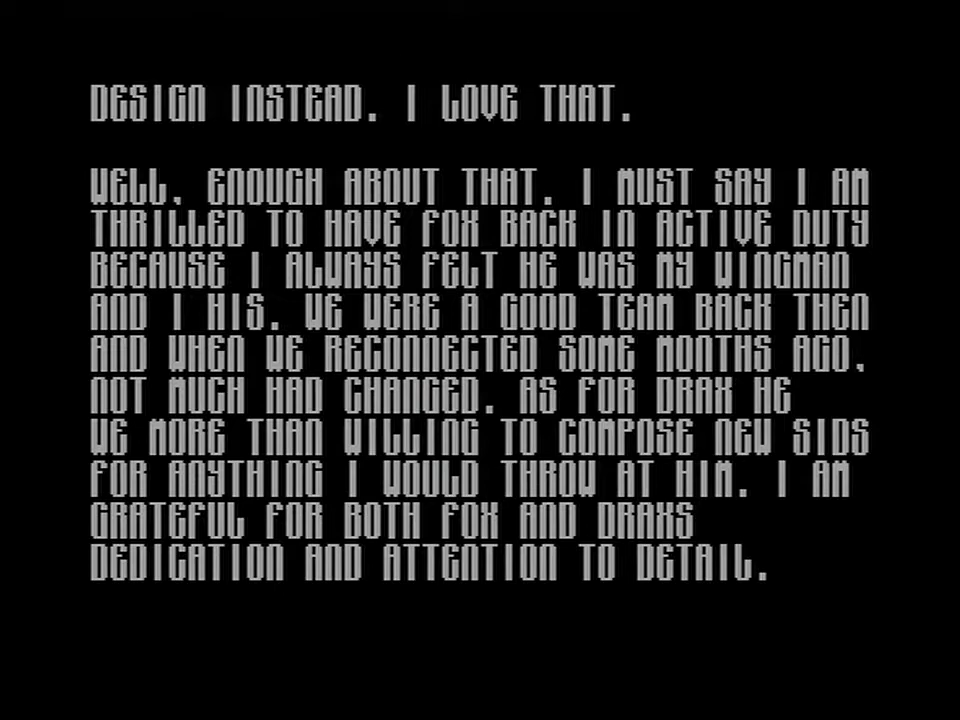 DESIGN INSTEAD. I LOVE THAT.
WELL, ENOUGH ABOUT THAT. I MUST SAY I AM
THRILLED TO HAVE FOX BACK IN ACTIVE DUTY
BECAUSE I ALWAYS FELT HE WAS MY WINGMAN
AND I HIS. WE WERE A GOOD TEAM BACK THEN
AND WHEN WE RECONNECTED SOME MONTHS AGO,
NOT MUCH HAD CHANGED. AS FOR DRAX HE
WE MORE THAN WILLING TO COMPOSE NEW SIDS
FOR ANYTHING I WOULD THROW AT HIM. I AM
GRATEFUL FOR BOTH FOX AND DRAXS
DEDICATION AND ATTENTION TO DETAIL.